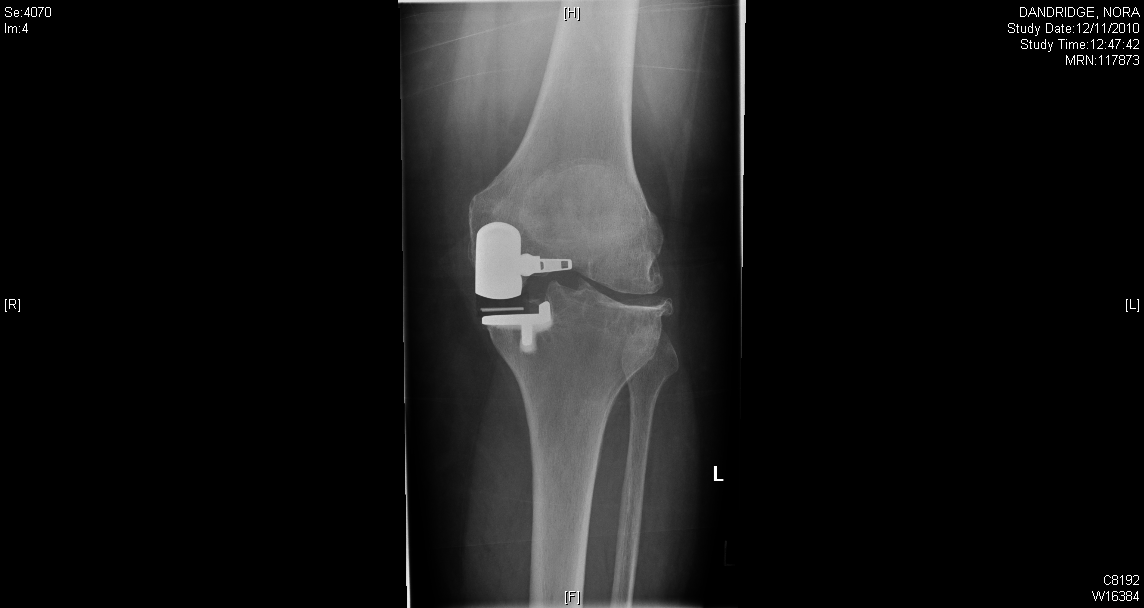 Se:4070
Im:4
[H]
DANDRIDGE, NORA
Study Date:12/11/2010
Study Time:12:47:42
MRN:117873
[R]
[L]
L
[F]
C8192
W16384